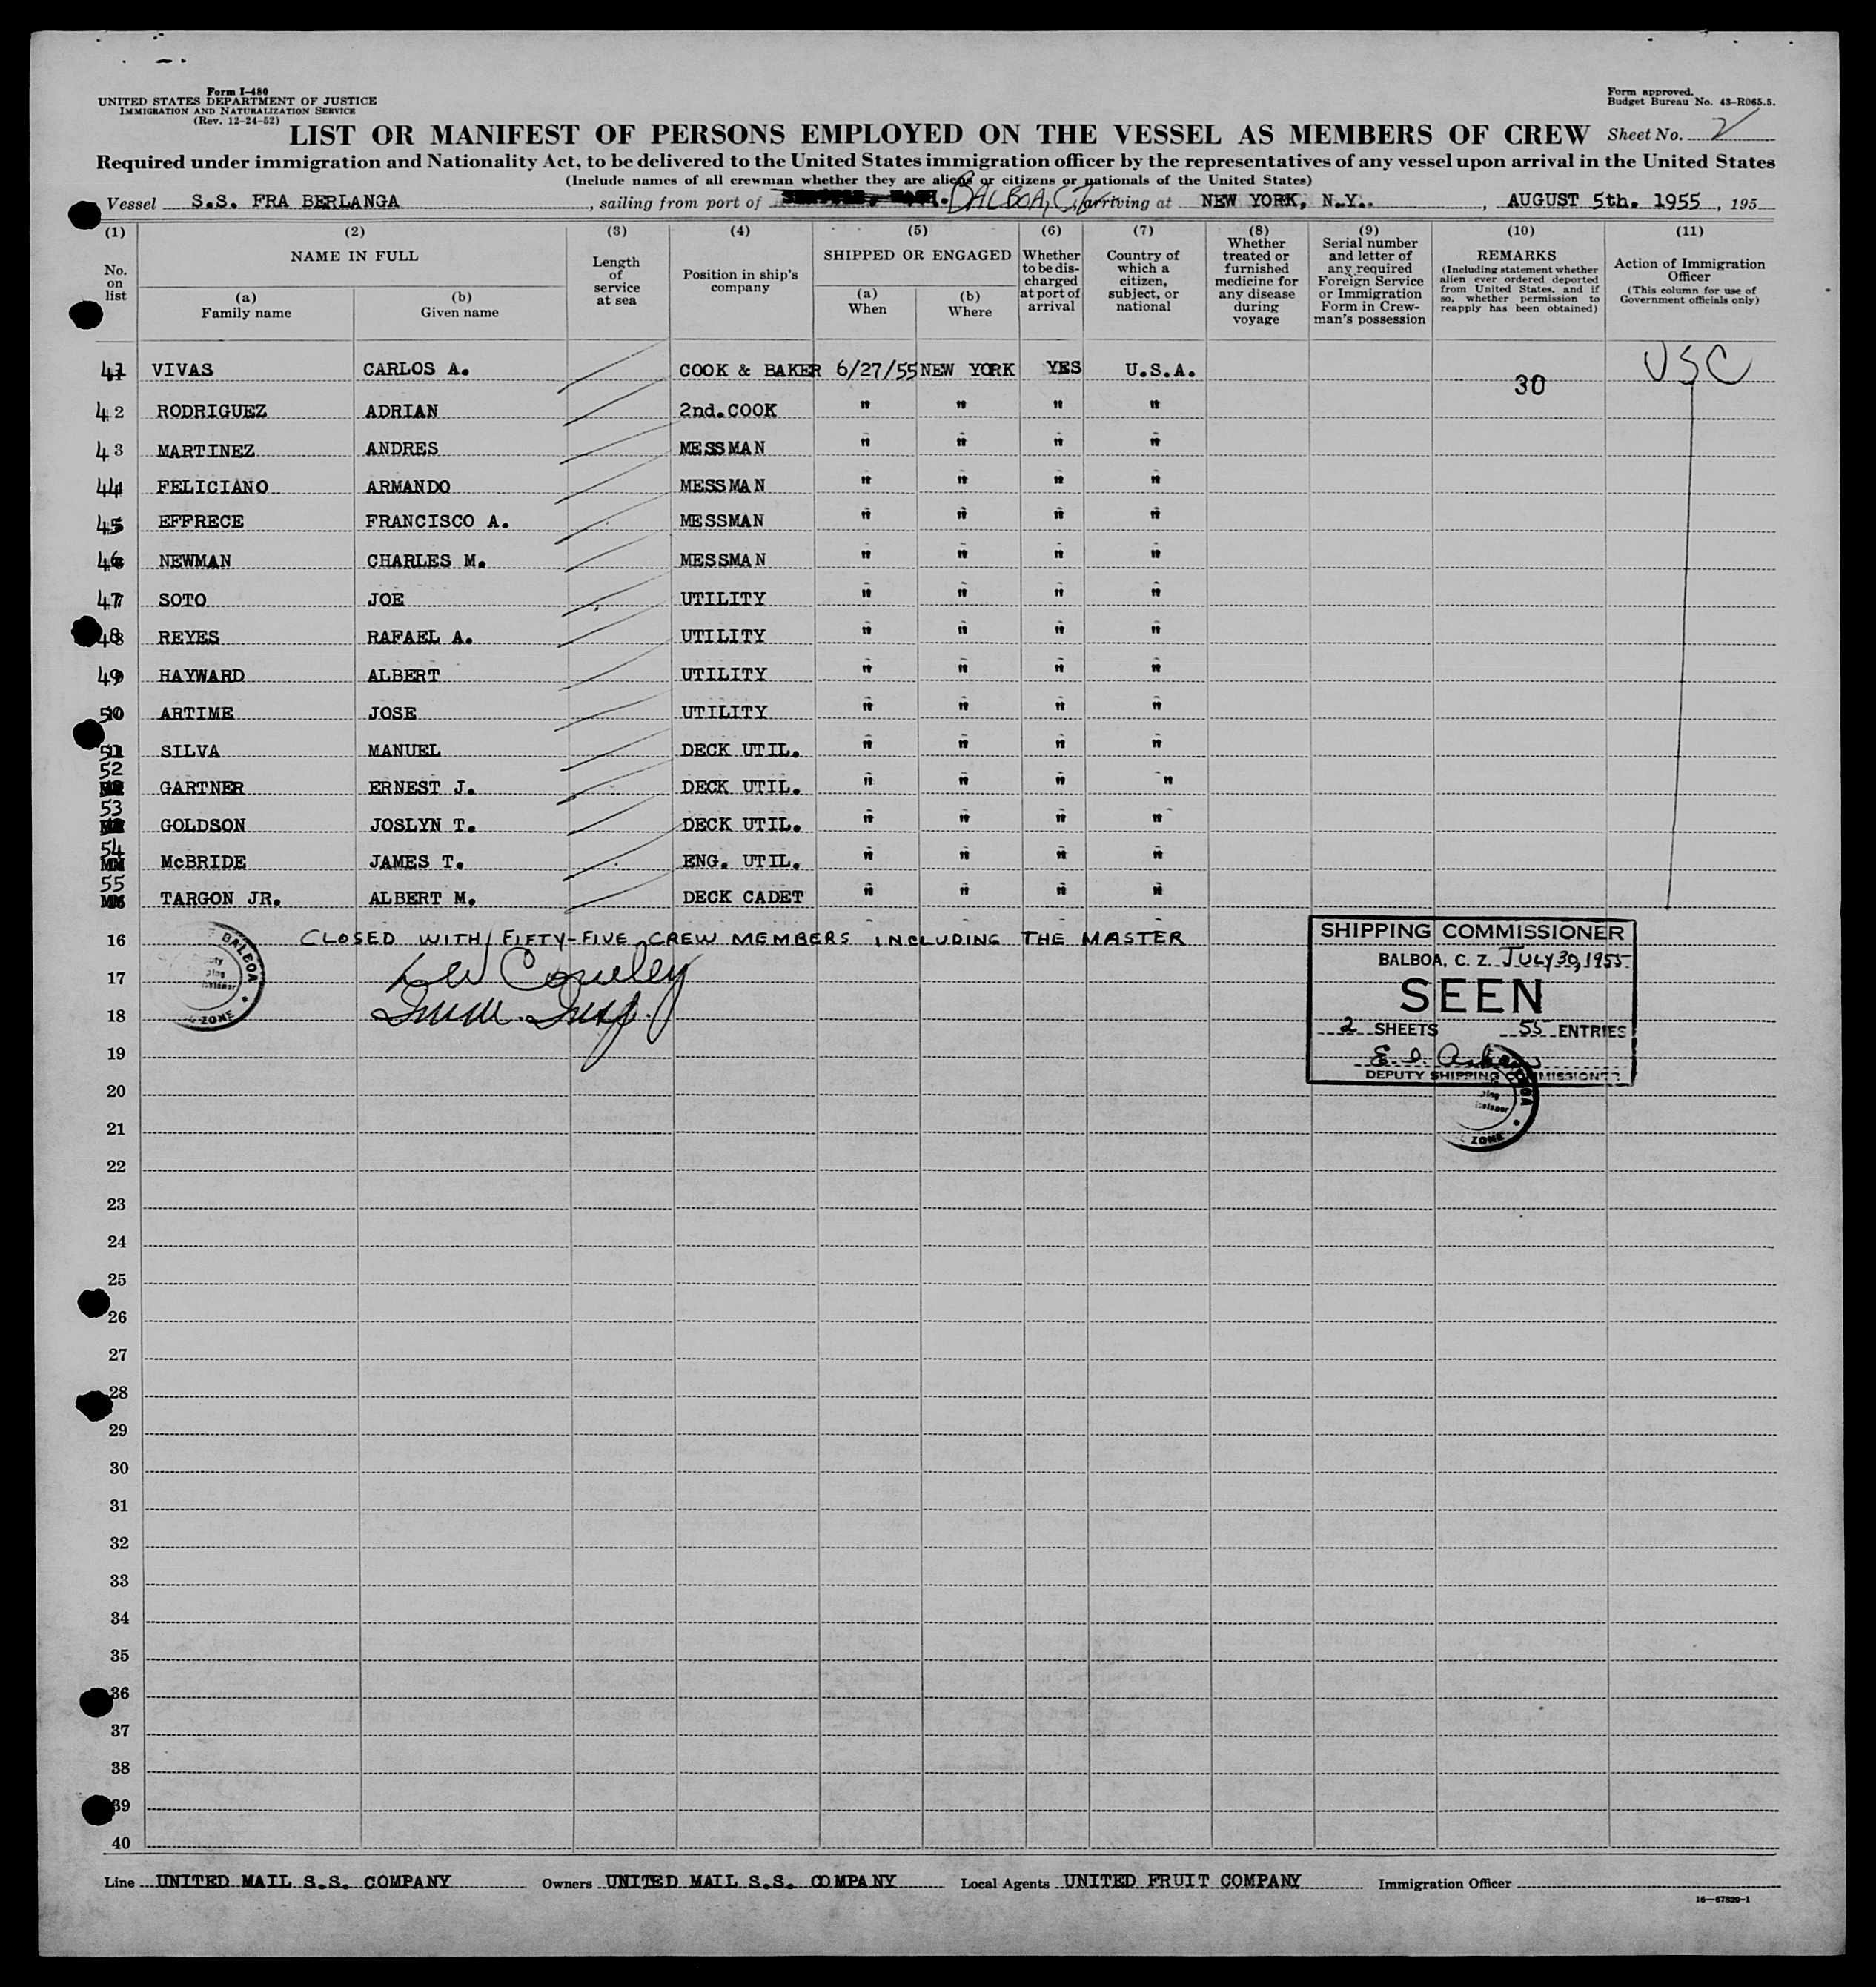 Form I-480
UNITED STATES DEPARTMENT OF JUSTICE
IMMIGRATION AND NATURALIZATION SERVICE
(Rev. 12-24-52)
Form approved.
Budget Bureau No. 43-R065.5.
LIST OR MANIFEST OF PERSONS EMPLOYED ON THE VESSEL AS MEMBERS OF CREW
Sheet No. 2
Required under immigration and Nationality Act, to be delivered to the United States immigration officer by the representatives of any vessel upon arrival in the United States
(Include names of all crewman whether they are aliens or citizens or nationals of the United States)
Vessel S.S. FRA BERLANGA, sailing from port of BALBOA, C.Z. arriving at NEW YORK, N.Y., AUGUST 5th. 1955, 195
(1) (2) (3) (4) (5) (6) (7) (8) (9) (10) (11)
No. on list
NAME IN FULL
(a) Family name
(b) Given name
Length of service at sea
Position in ship's company
SHIPPED OR ENGAGED
(a) When
(b) Where
Whether to be discharged at port of arrival
Country of which a citizen, subject, or national
Whether treated or furnished medicine for any disease during voyage
Serial number and letter of any required Foreign Service or Immigration Form in Crewman's possession
REMARKS
(Including statement whether alien ever ordered deported from United States, and if so, whether permission to reapply has been obtained)
Action of Immigration Officer
(This column for use of Government officials only)
41 VIVAS CARLOS A. COOK & BAKER 6/27/55 NEW YORK YES U.S.A. 30 USC
42 RODRIGUEZ ADRIAN 2nd. COOK " " " "
43 MARTINEZ ANDRES MESSMAN " " " "
44 FELICIANO ARMANDO MESSMAN " " " "
45 EFFRECE FRANCISCO A. MESSMAN " " " "
46 NEWMAN CHARLES M. MESSMAN " " " "
47 SOTO JOE UTILITY " " " "
48 REYES RAFAEL A. UTILITY " " " "
49 HAYWARD ALBERT UTILITY " " " "
50 ARTIME JOSE UTILITY " " " "
51 SILVA MANUEL DECK UTIL. " " " "
52 GARTNER ERNEST J. DECK UTIL. " " " "
53 GOLDSON JOSLYN T. DECK UTIL. " " " "
54 McBRIDE JAMES T. ENG. UTIL. " " " "
55 TARGON JR. ALBERT M. DECK CADET " " " "
16 CLOSED WITH FIFTY-FIVE CREW MEMBERS INCLUDING THE MASTER
17
18 Imm. Insp.
SHIPPING COMMISSIONER
BALBOA, C. Z. JULY 30, 1955
SEEN
2 SHEETS 55 ENTRIES
DEPUTY SHIPPING COMMISSIONER
BALBOA
ZONE
BALBOA
ZONE
19
20
21
22
23
24
25
26
27
28
29
30
31
32
33
34
35
36
37
38
39
40
Line UNITED MAIL S.S. COMPANY Owners UNITED MAIL S.S. COMPANY Local Agents UNITED FRUIT COMPANY Immigration Officer
16—67829-1